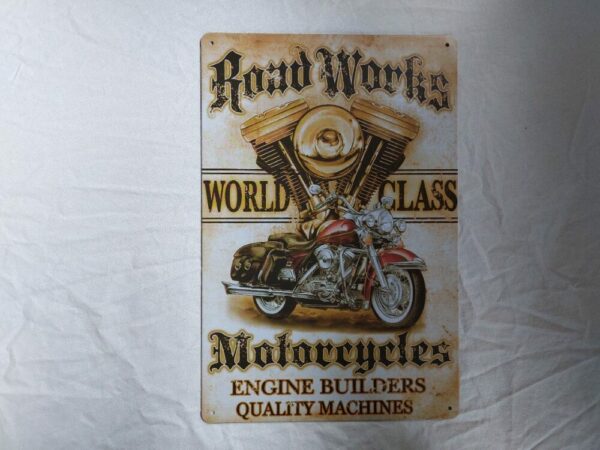 Road Works
WORLD CLASS
Motorcycles
ENGINE BUILDERS
QUALITY MACHINES